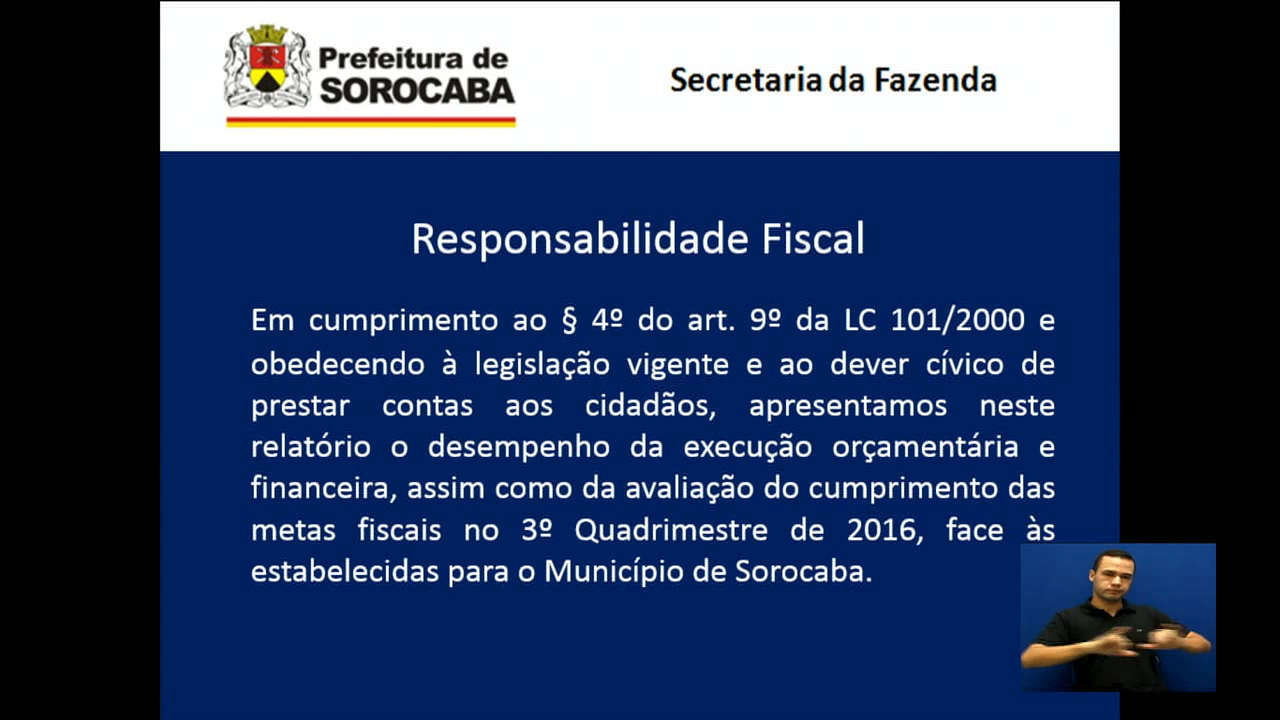 Prefeitura de
SOROCABA
Secretaria da Fazenda
Responsabilidade Fiscal
Em cumprimento ao § 4º do art. 9º da LC 101/2000 e
obedecendo à legislação vigente e ao dever cívico de
prestar contas aos cidadãos, apresentamos neste
relatório o desempenho da execução orçamentária e
financeira, assim como da avaliação do cumprimento das
metas fiscais no 3º Quadrimestre de 2016, face às
estabelecidas para o Município de Sorocaba.